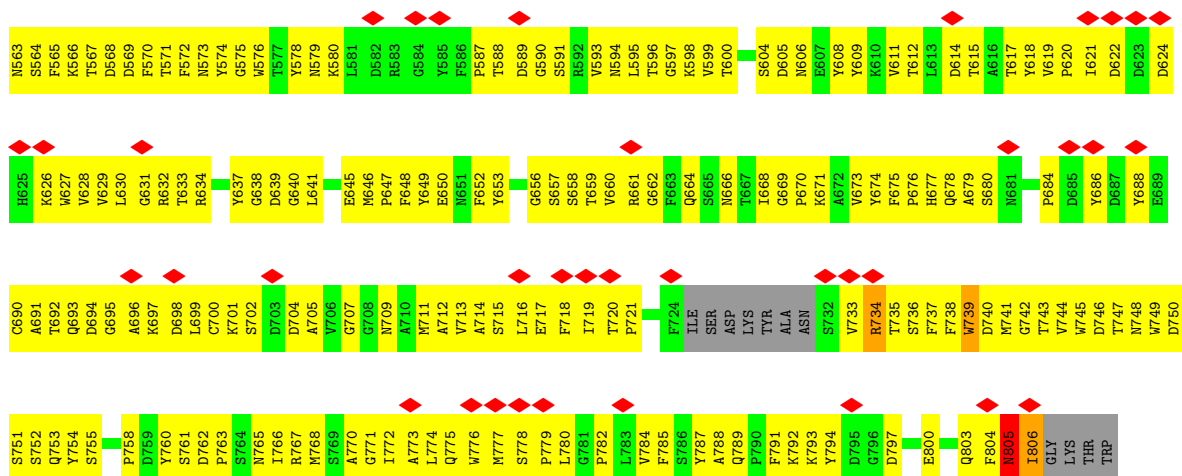 N563 S564 F565 K566 T567 D568 D569 F570 T571 F572 N573 Y574 G575 W576 T577 Y578 N579 K580 L581 D582 R583 G584 Y585 F586 P587 T588 D589 G590 S591 R592 V593 N594 L595 T596 G597 K598 V599 T600 S604 D605 N606 E607 Y608 Y609 K610 V611 T612 L613 D614 T615 A616 T617 Y618 V619 P620 I621 D622 D623 D624
H625 K626 W627 V628 V629 L630 G631 R632 T633 R634 Y637 G638 D639 G640 L641 E645 M646 P647 F648 Y649 E650 N651 F652 Y653 G656 S657 S658 T659 V660 R661 G662 F663 Q664 S665 N666 T667 I668 G669 P670 K671 A672 V673 Y674 F675 P676 H677 Q678 A679 S680 N681 P684 D685 Y686 D687 Y688 E689
C690 A691 T692 Q693 D694 G695 A696 K697 D698 L699 C700 K701 S702 D703 D704 A705 V706 G707 G708 N709 A710 M711 A712 V713 A714 S715 L716 E717 F718 I719 T720 P721 F724 ILE SER ASP LYS TYR ALA ASN S732 V733 R734 T735 S736 F737 F738 W739 D740 M741 G742 T743 V744 W745 D746 T747 N748 W749 D750
S751 S752 Q753 Y754 S755 P758 D759 Y760 S761 D762 P763 S764 N765 I766 R767 M768 S769 A770 G771 I772 A773 L774 Q775 W776 M777 S778 P779 L780 G781 P782 L783 V784 F785 S786 Y787 A788 Q789 P790 F791 K792 K793 Y794 D795 G796 D797 E800 Q803 F804 N805 I806 GLY LYS THR TRP